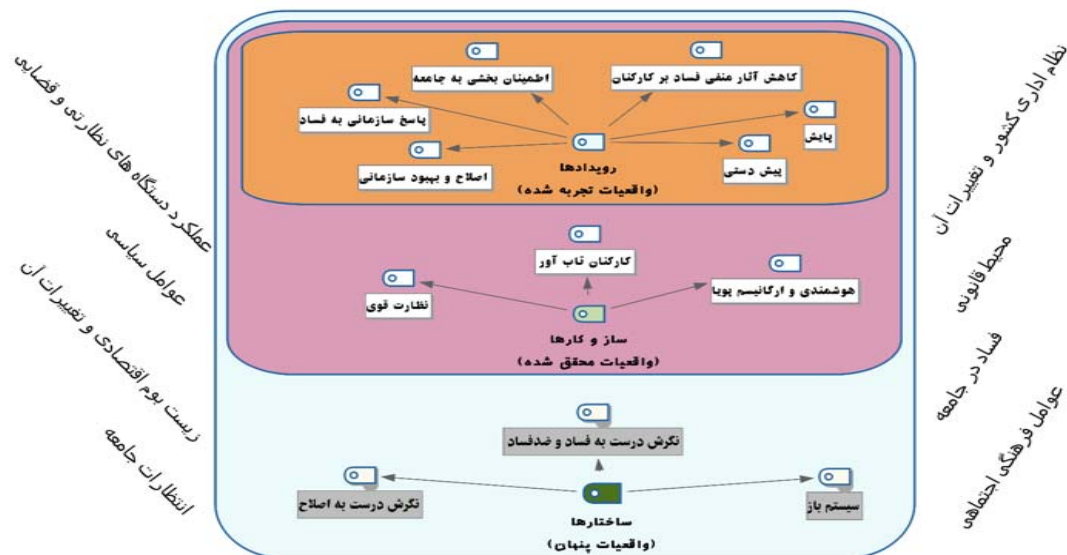 نظام اداری کشور و تغییرات آن
محیط قانونی
فساد در جامعه
عوامل فرهنگی اجتماهی
کاهش آثار منفی فساد بر کارکنان
اطمینان بخشی به جامعه
پایش
پاسخ سازمانی به فساد
پیش دستی
اصلاح و بهبود سازمانی
رویدادها
(واقعیات تجربه شده)
کارکنان تاب آور
هوشمندی و ارگانیسم پویا
نظارت قوی
ساز و کارها
(واقعیات محقق شده)
نگرش درست به فساد و ضدفساد
سیستم باز
نگرش درست به اصلاح
ساختارها
(واقعیات پنهان)
عملکرد دستگاه های نظارتی و قضایی
عوامل سیاسی
زیست بوم اقتصادی و تغییرات آن
انتظارات جامعه